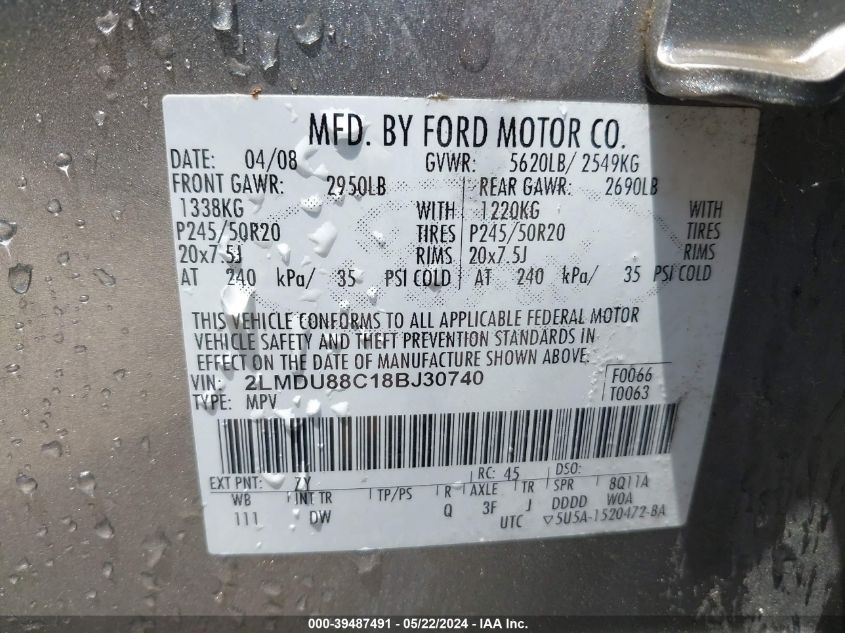 MFD. BY FORD MOTOR CO.
DATE: 04/08 GVWR: 5620LB/ 2549KG
FRONT GAWR: 2950LB REAR GAWR: 2690LB
1338KG WITH 1220KG WITH
P245/50R20 TIRES P245/50R20 TIRES
20x7.5J RIMS 20x7.5J RIMS
AT 240 kPa/ 35 PSI COLD AT 240 kPa/ 35 PSI COLD
THIS VEHICLE CONFORMS TO ALL APPLICABLE FEDERAL MOTOR
VEHICLE SAFETY AND THEFT PREVENTION STANDARDS IN
EFFECT ON THE DATE OF MANUFACTURE SHOWN ABOVE.
VIN: 2LMDU88C18BJ30740 F0066
TYPE: MPV T0063
EXT PNT: ZY RC: 45 DSO:
WB INT TR TP/PS R AXLE TR SPR 8Q11A
111 DW Q 3F J DDDD W0A
UTC ▽5U5A-1520472-BA
000-39487491 - 05/22/2024 - IAA Inc.